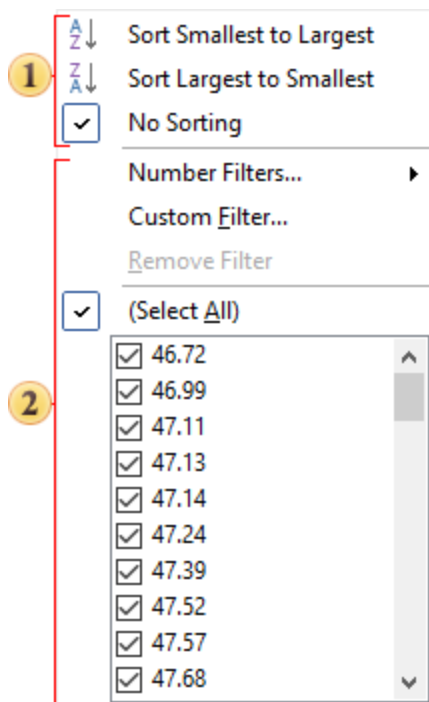 1
Sort Smallest to Largest
Sort Largest to Smallest
No Sorting
2
Number Filters...
Custom Filter...
Remove Filter
(Select All)
46.72
46.99
47.11
47.13
47.14
47.24
47.39
47.52
47.57
47.68